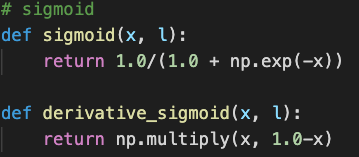 # sigmoid
def sigmoid(x, l):
    return 1.0/(1.0 + np.exp(-x))
def derivative_sigmoid(x, l):
    return np.multiply(x, 1.0-x)